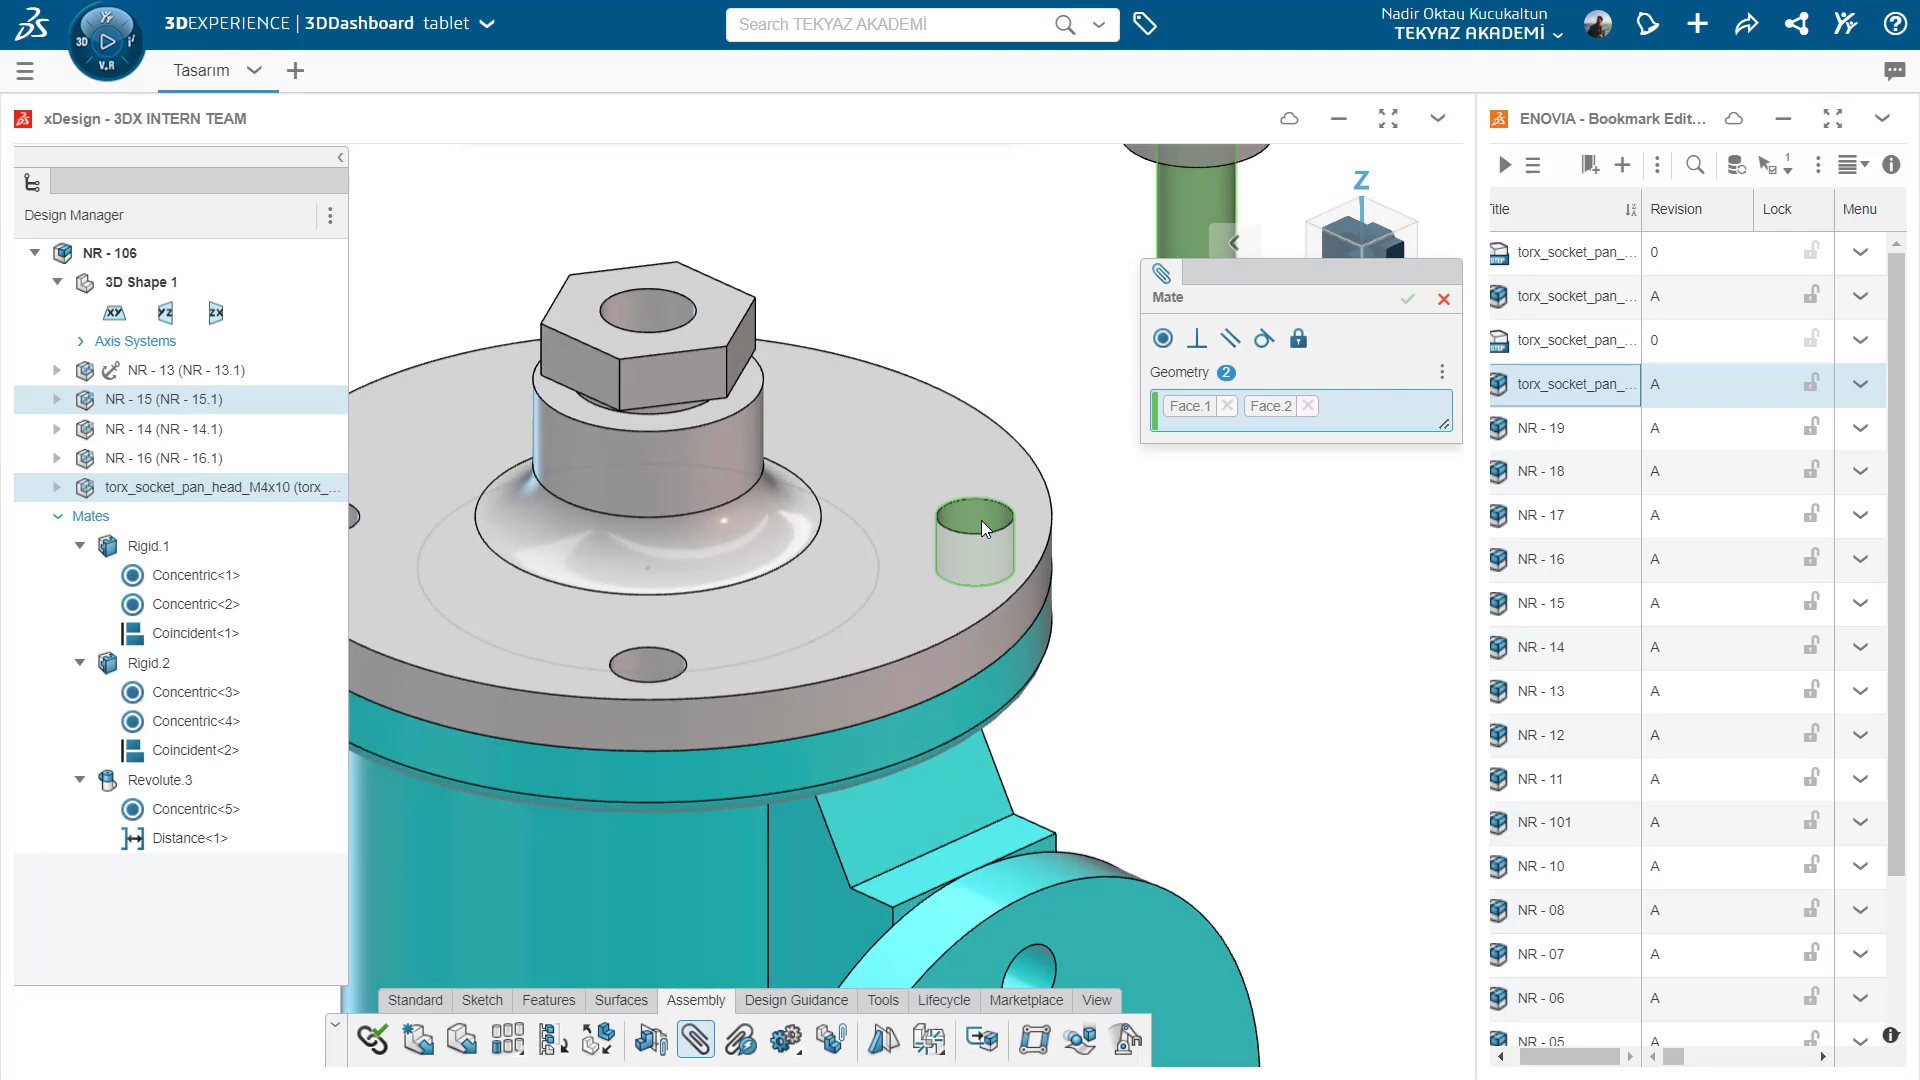 3DEXPERIENCE | 3DDashboard tablet
Search TEKYAZ AKADEMİ
Nadir Oktay Kucukaltun
TEKYAZ AKADEMİ
3D
V.R
Tasarım
xDesign - 3DX INTERN TEAM
Design Manager
NR - 106
3D Shape 1
XY
YZ
ZX
Axis Systems
NR - 13 (NR - 13.1)
NR - 15 (NR - 15.1)
NR - 14 (NR - 14.1)
NR - 16 (NR - 16.1)
torx_socket_pan_head_M4x10 (torx_...
Mates
Rigid.1
Concentric<1>
Concentric<2>
Coincident<1>
Rigid.2
Concentric<3>
Concentric<4>
Coincident<2>
Revolute.3
Concentric<5>
Distance<1>
Z
Mate
Geometry 2
Face.1
Face.2
Standard
Sketch
Features
Surfaces
Assembly
Design Guidance
Tools
Lifecycle
Marketplace
View
ENOVIA - Bookmark Edit...
1
itle Revision Lock Menu
torx_socket_pan_... 0
torx_socket_pan_... A
torx_socket_pan_... 0
torx_socket_pan_... A
NR - 19 A
NR - 18 A
NR - 17 A
NR - 16 A
NR - 15 A
NR - 14 A
NR - 13 A
NR - 12 A
NR - 11 A
NR - 101 A
NR - 10 A
NR - 08 A
NR - 07 A
NR - 06 A
NR - 05 A